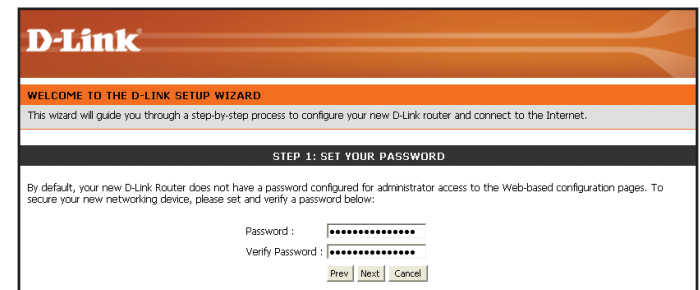 D-Link
WELCOME TO THE D-LINK SETUP WIZARD
This wizard will guide you through a step-by-step process to configure your new D-Link router and connect to the Internet.
STEP 1: SET YOUR PASSWORD
By default, your new D-Link Router does not have a password configured for administrator access to the Web-based configuration pages. To
secure your new networking device, please set and verify a password below:
Password : •••••••••••••••
Verify Password : •••••••••••••••
Prev Next Cancel